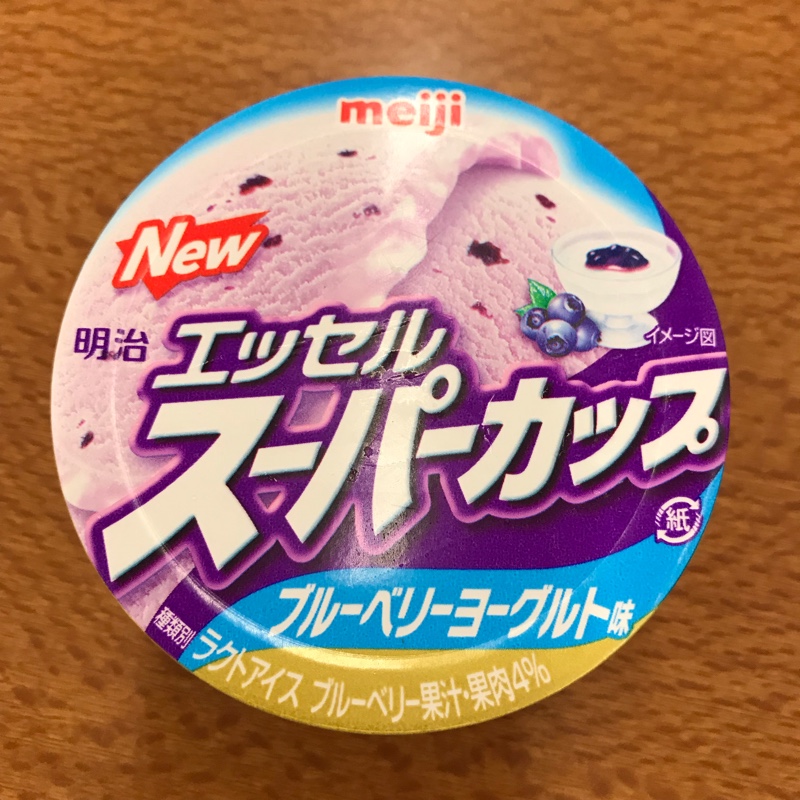 meiji
New
明治
エッセル
スーパーカップ
イメージ図
紙
ブルーベリーヨーグルト味
種類別
ラクトアイス ブルーベリー果汁・果肉4%